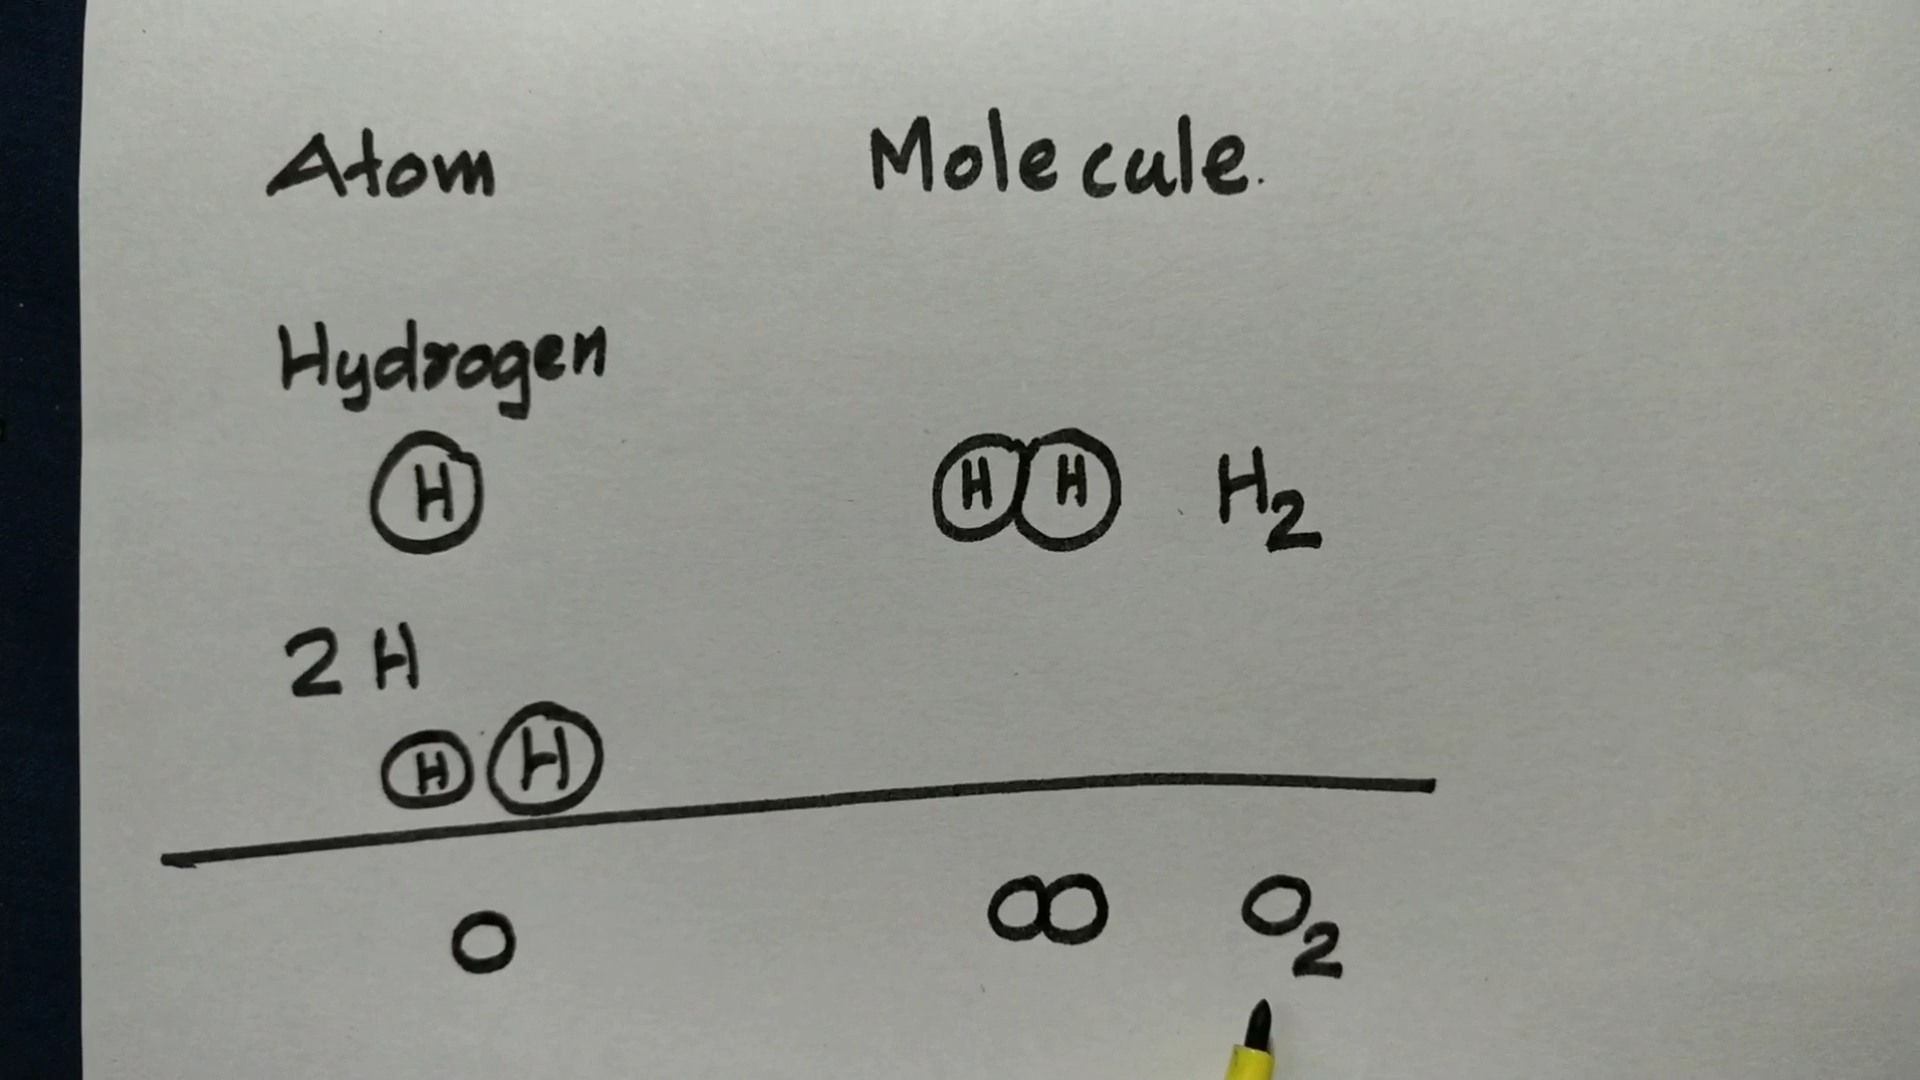 Atom Molecule.
Hydrogen
H H H H₂
2 H
H H
O OO O₂